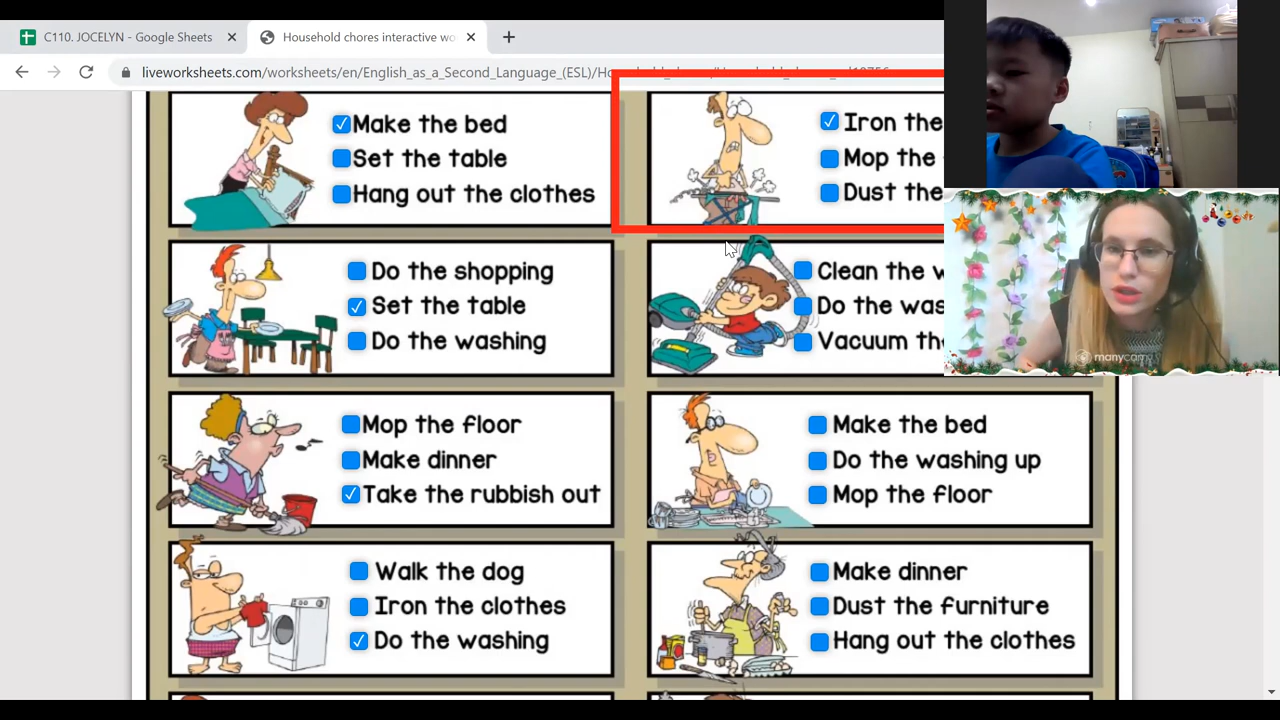 C110. JOCELYN - Google Sheets
Household chores interactive wo
liveworksheets.com/worksheets/en/English_as_a_Second_Language_(ESL)/
Make the bed
Set the table
Hang out the clothes
Iron the
Mop the
Dust the
Do the shopping
Set the table
Do the washing
Clean the w
Do the was
Vacuum th
Mop the floor
Make dinner
Take the rubbish out
Make the bed
Do the washing up
Mop the floor
Walk the dog
Iron the clothes
Do the washing
Make dinner
Dust the furniture
Hang out the clothes
manycam